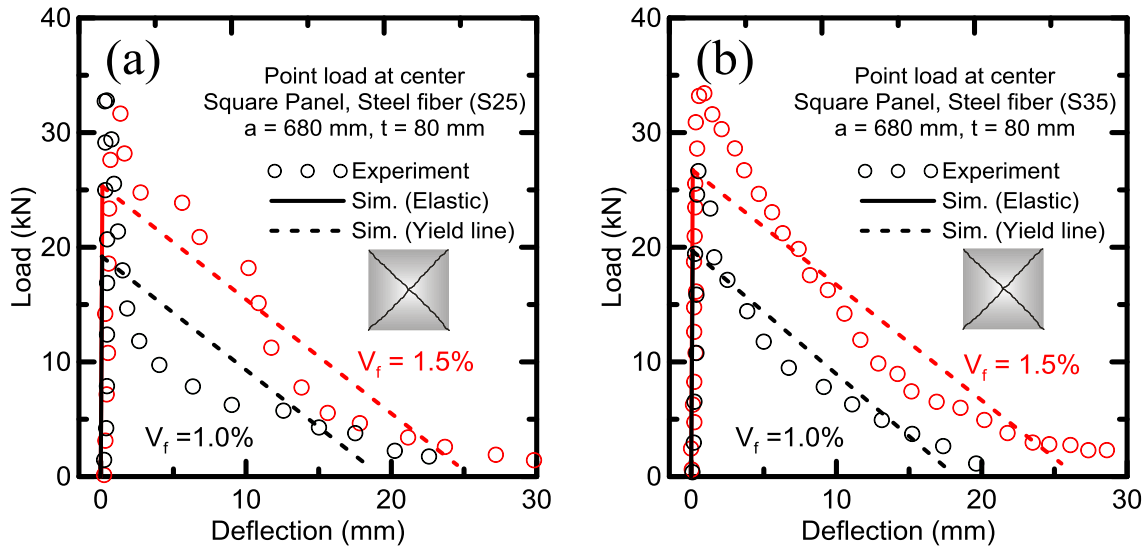 (a)
Point load at center
Square Panel, Steel fiber (S25)
a = 680 mm, t = 80 mm
Experiment
Sim. (Elastic)
Sim. (Yield line)
V_f = 1.5%
V_f =1.0%
40
30
20
10
0
Load (kN)
0 10 20 30
Deflection (mm)
(b)
Point load at center
Square Panel, Steel fiber (S35)
a = 680 mm, t = 80 mm
Experiment
Sim. (Elastic)
Sim. (Yield line)
V_f = 1.5%
V_f =1.0%
40
30
20
10
0
Load (kN)
0 10 20 30
Deflection (mm)